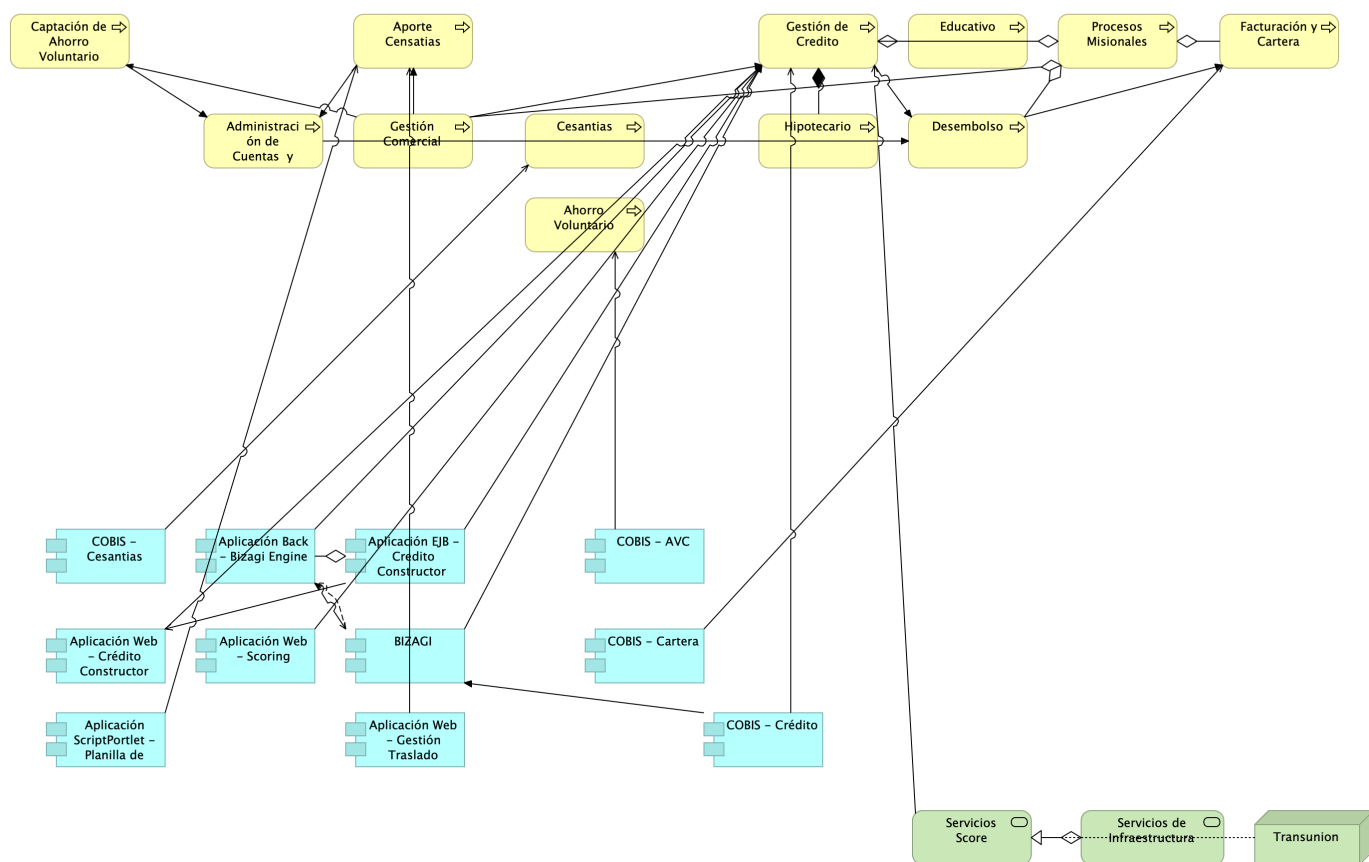 Captación de
Ahorro
Voluntario
Aporte
Censatias
Gestión de
Credito
Educativo
Procesos
Misionales
Facturación y
Cartera
Administraci
ón de
Cuentas y
Gestión
Comercial
Cesantias
Hipotecario
Desembolso
Ahorro
Voluntario
COBIS -
Cesantias
Aplicación Back
- Bizagi Engine
Aplicación EJB -
Crédito
Constructor
COBIS - AVC
Aplicación Web
- Crédito
Constructor
Aplicación Web
- Scoring
BIZAGI
COBIS - Cartera
Aplicación
ScriptPortlet -
Planilla de
Aplicación Web
- Gestión
Traslado
COBIS - Crédito
Servicios
Score
Servicios de
Infraestructura
Transunion